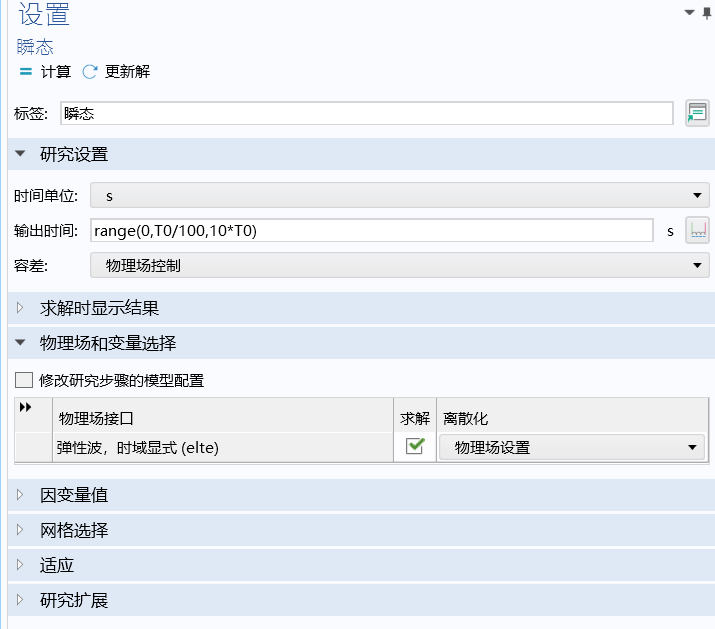 设置
瞬态
计算 更新解
标签: 瞬态
研究设置
时间单位: s
输出时间: range(0,T0/100,10*T0) s
容差: 物理场控制
求解时显示结果
物理场和变量选择
修改研究步骤的模型配置
物理场接口 求解 离散化
弹性波，时域显式 (elte) 物理场设置
因变量值
网格选择
适应
研究扩展